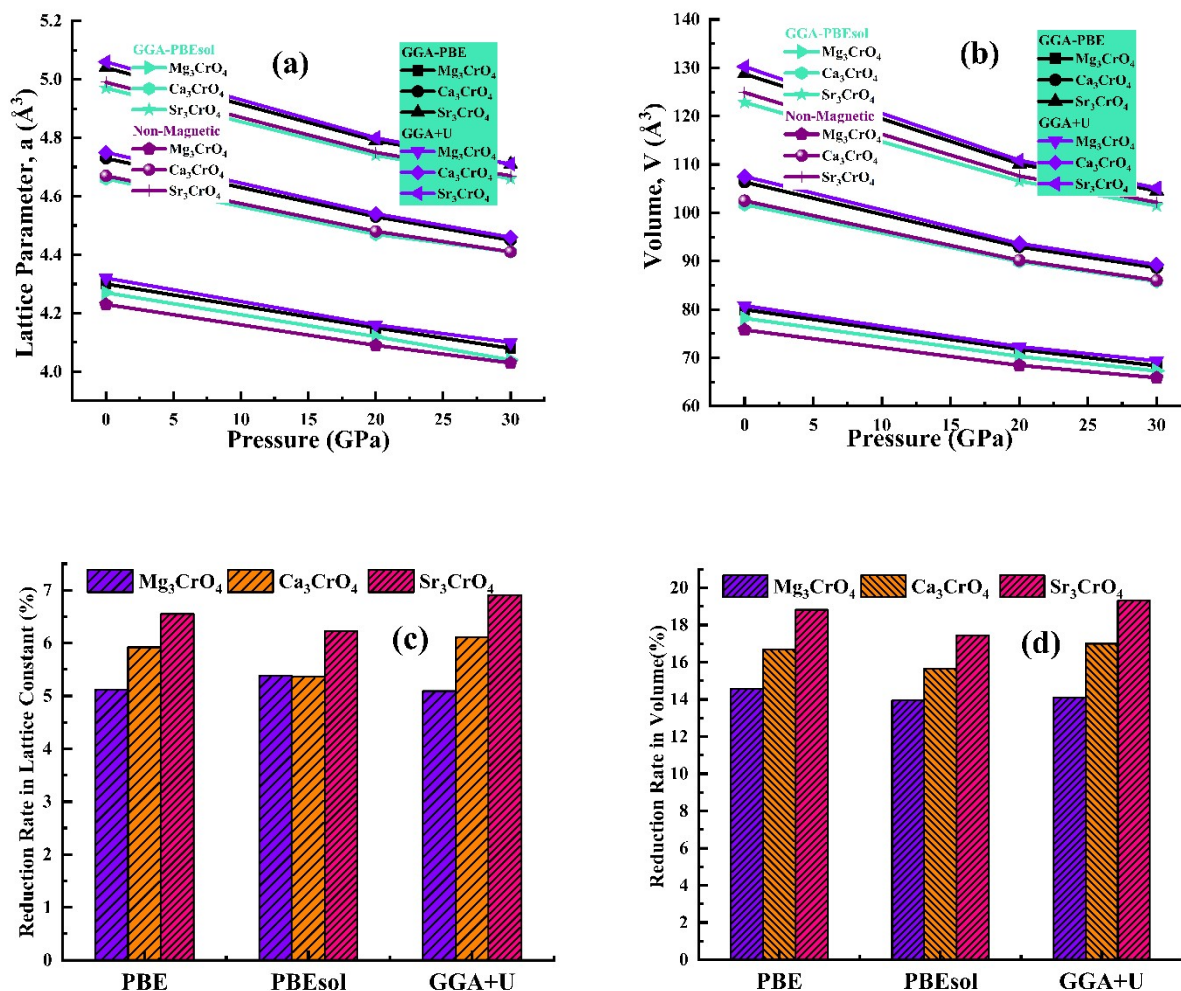 5.2
5.0
4.8
4.6
4.4
4.2
4.0
Lattice Parameter, a (Å³)
GGA-PBEsol
Mg₃CrO₄
Ca₃CrO₄
Sr₃CrO₄
Non-Magnetic
Mg₃CrO₄
Ca₃CrO₄
Sr₃CrO₄
(a)
GGA-PBE
Mg₃CrO₄
Ca₃CrO₄
Sr₃CrO₄
GGA+U
Mg₃CrO₄
Ca₃CrO₄
Sr₃CrO₄
0 5 10 15 20 25 30
Pressure (GPa)
140
130
120
110
100
90
80
70
60
Volume, V (Å³)
GGA-PBEsol
Mg₃CrO₄
Ca₃CrO₄
Sr₃CrO₄
Non-Magnetic
Mg₃CrO₄
Ca₃CrO₄
Sr₃CrO₄
(b)
GGA-PBE
Mg₃CrO₄
Ca₃CrO₄
Sr₃CrO₄
GGA+U
Mg₃CrO₄
Ca₃CrO₄
Sr₃CrO₄
0 5 10 15 20 25 30
Pressure (GPa)
Reduction Rate in Lattice Constant (%)
7
6
5
4
3
2
1
0
Mg₃CrO₄ Ca₃CrO₄ Sr₃CrO₄
(c)
PBE PBEsol GGA+U
Reduction Rate in Volume(%)
20
18
16
14
12
10
8
6
4
2
0
Mg₃CrO₄ Ca₃CrO₄ Sr₃CrO₄
(d)
PBE PBEsol GGA+U